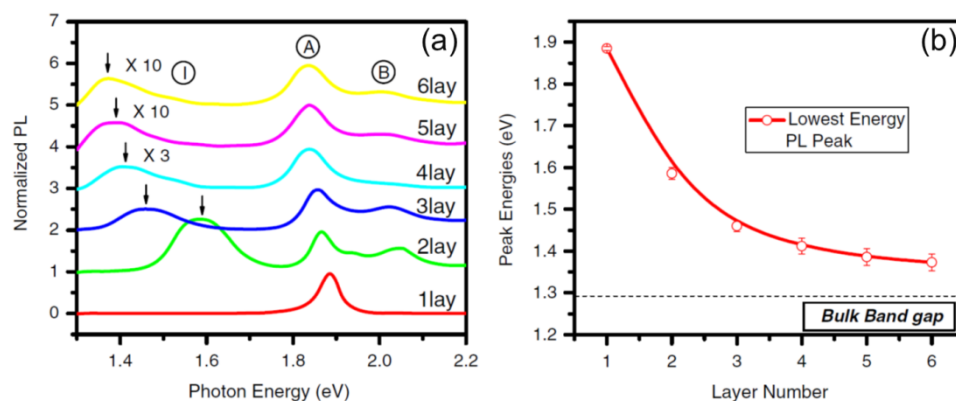 (a)
Normalized PL
7
6
5
4
3
2
1
0
X 10
I
A
B
6lay
X 10
5lay
X 3
4lay
3lay
2lay
1lay
1.4 1.6 1.8 2.0 2.2
Photon Energy (eV)
(b)
Peak Energies (eV)
1.9
1.8
1.7
1.6
1.5
1.4
1.3
1.2
Lowest Energy
PL Peak
Bulk Band gap
1 2 3 4 5 6
Layer Number